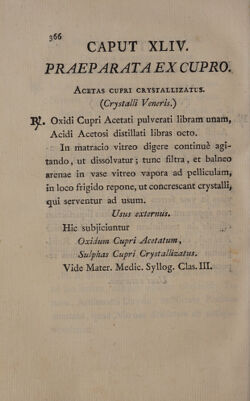 366
CAPUT XLIV.
PRAEPARATA EX CUPRO.
ACETAS CUPRI CRYSTALLIZATUS.
(Crystalli Veneris.)
℞. Oxidi Cupri Acetati pulverati libram unam,
Acidi Acetosi distillati libras octo.
In matracio vitreo digere continuè agi-
tando, ut dissolvatur; tunc filtra, et balneo
arenae in vase vitreo vapora ad pelliculam,
in loco frigido repone, ut concrescant crystalli,
qui serventur ad usum.
Usus externus.
Hic subjiciuntur
Oxidum Cupri Acetatum,
Sulphas Cupri Crystallizatus.
Vide Mater. Medic. Syllog. Clas. III.